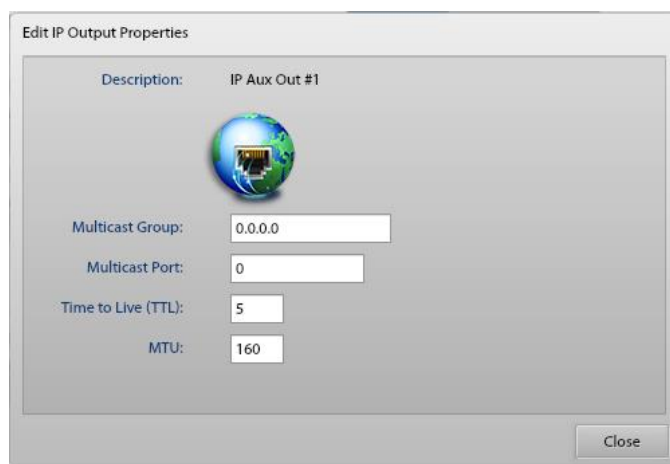 Edit IP Output Properties
Description: IP Aux Out #1
Multicast Group: 0.0.0.0
Multicast Port: 0
Time to Live (TTL): 5
MTU: 160
Close